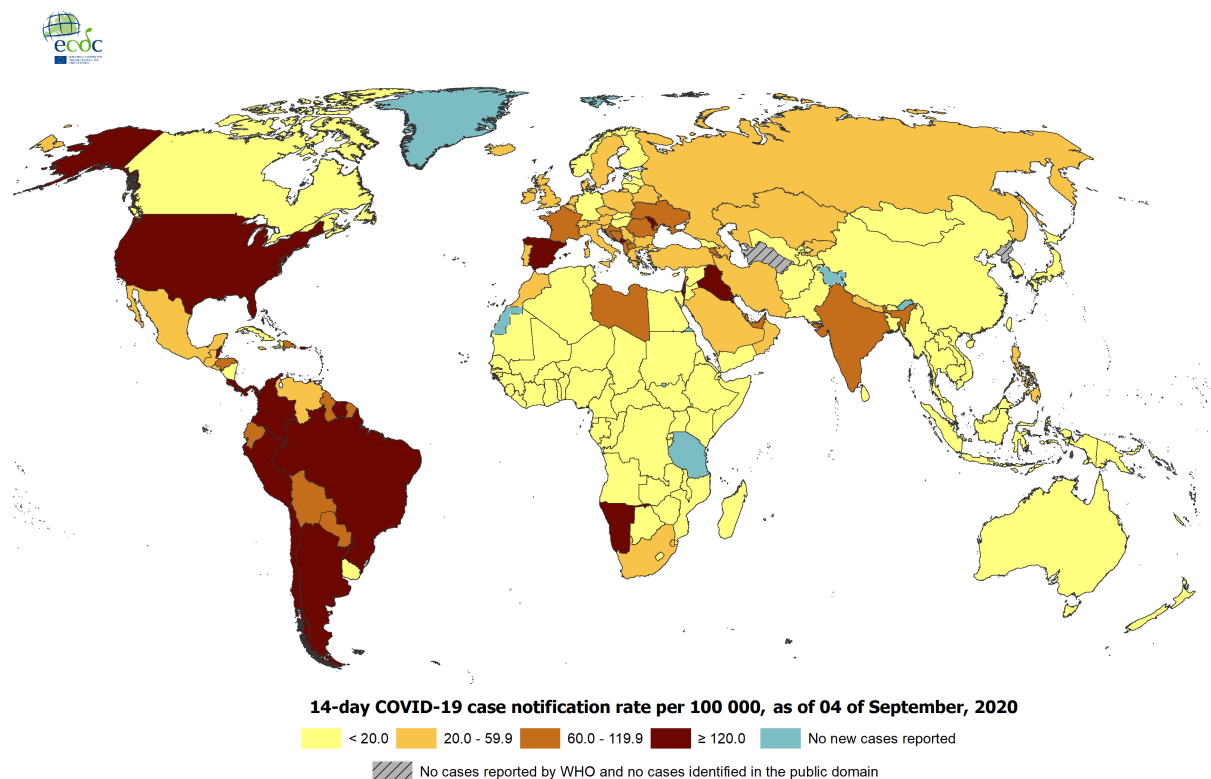 ecdc
14-day COVID-19 case notification rate per 100 000, as of 04 of September, 2020
< 20.0
20.0 - 59.9
60.0 - 119.9
≥ 120.0
No new cases reported
No cases reported by WHO and no cases identified in the public domain